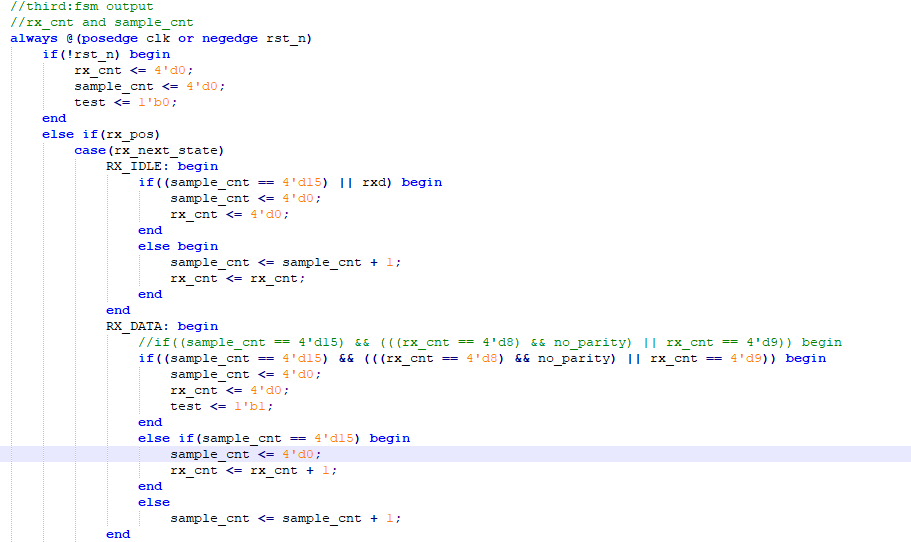 //third:fsm output
//rx_cnt and sample_cnt
always @(posedge clk or negedge rst_n)
    if(!rst_n) begin
        rx_cnt <= 4'd0;
        sample_cnt <= 4'd0;
        test <= 1'b0;
    end
    else if(rx_pos)
        case(rx_next_state)
            RX_IDLE: begin
                if((sample_cnt == 4'd15) || rxd) begin
                    sample_cnt <= 4'd0;
                    rx_cnt <= 4'd0;
                end
                else begin
                    sample_cnt <= sample_cnt + 1;
                    rx_cnt <= rx_cnt;
                end
            end
            RX_DATA: begin
                //if((sample_cnt == 4'd15) && (((rx_cnt == 4'd8) && no_parity) || rx_cnt == 4'd9)) begin
                if((sample_cnt == 4'd15) && (((rx_cnt == 4'd8) && no_parity) || rx_cnt == 4'd9)) begin
                    sample_cnt <= 4'd0;
                    rx_cnt <= 4'd0;
                    test <= 1'b1;
                end
                else if(sample_cnt == 4'd15) begin
                    sample_cnt <= 4'd0;
                    rx_cnt <= rx_cnt + 1;
                end
                else
                    sample_cnt <= sample_cnt + 1;
            end